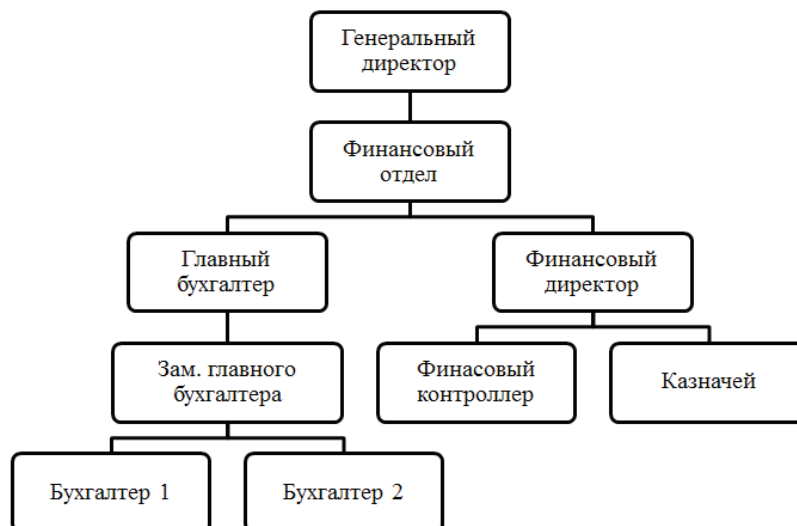 Генеральный
директор
Финансовый
отдел
Главный
бухгалтер
Финансовый
директор
Зам. главного
бухгалтера
Финасовый
контроллер
Казначей
Бухгалтер 1
Бухгалтер 2